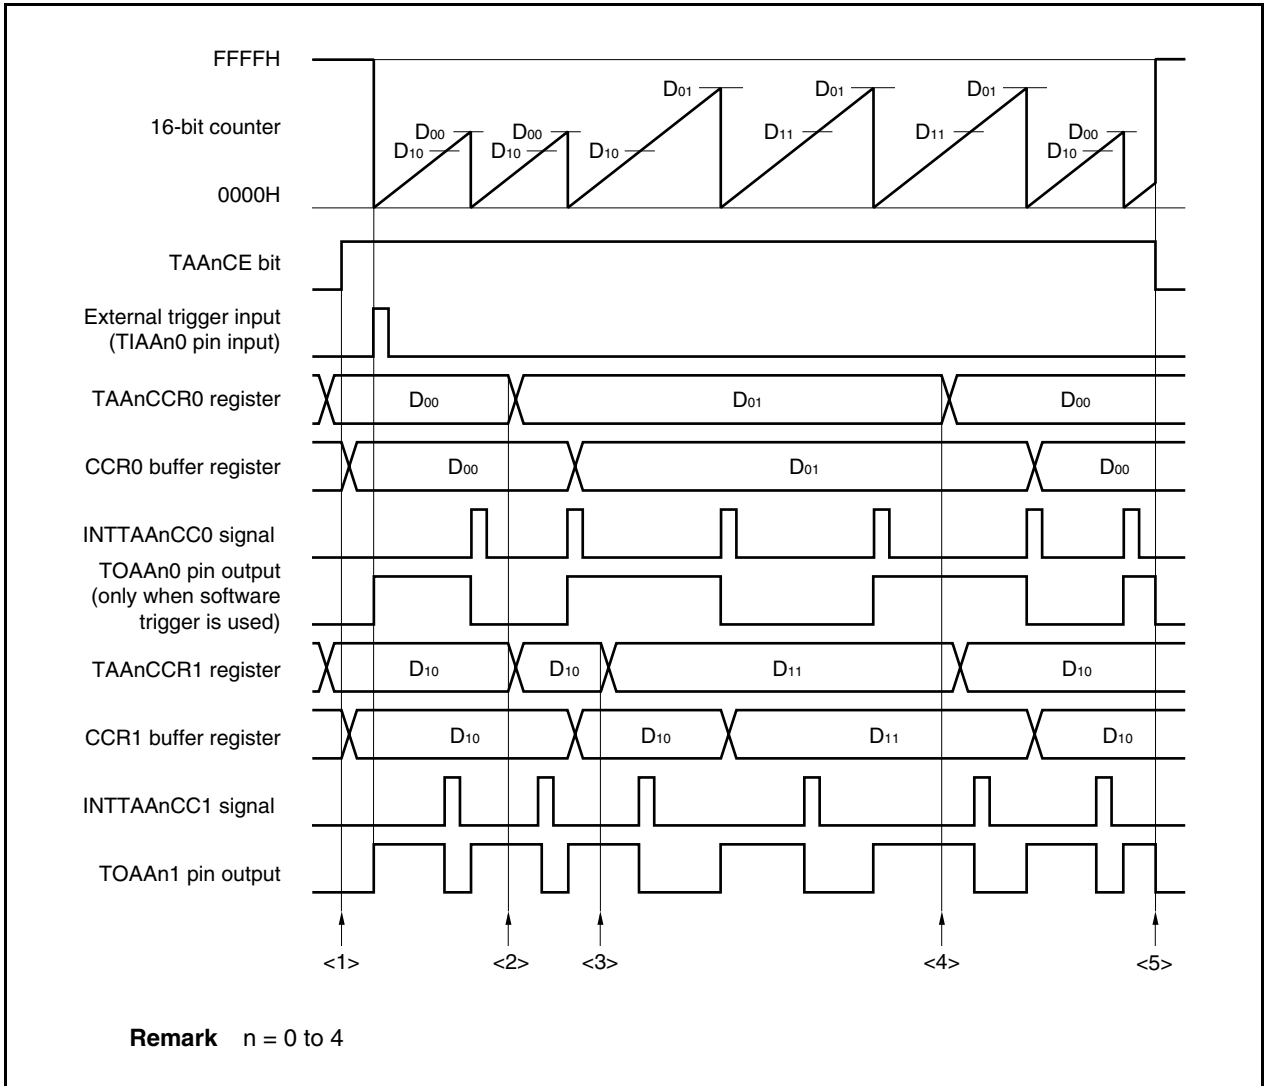 FFFFH
16-bit counter
0000H
D01 D01 D01
D00 D00 D11 D11 D00
D10 D10 D10 D10
TAAnCE bit
External trigger input
(TIAAn0 pin input)
TAAnCCR0 register D00 D01 D00
CCR0 buffer register D00 D01 D00
INTTAAnCC0 signal
TOAAn0 pin output
(only when software
trigger is used)
TAAnCCR1 register D10 D10 D11 D10
CCR1 buffer register D10 D10 D11 D10
INTTAAnCC1 signal
TOAAn1 pin output
<1> <2> <3> <4> <5>
Remark n = 0 to 4